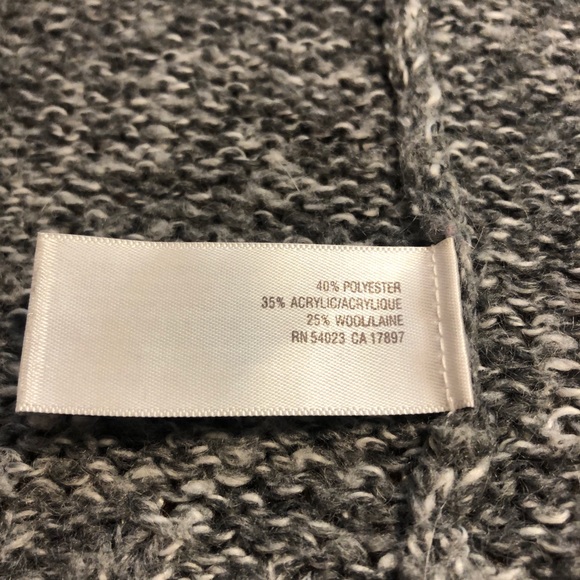 40% POLYESTER
35% ACRYLIC/ACRYLIQUE
25% WOOL/LAINE
RN 54023 CA 17897